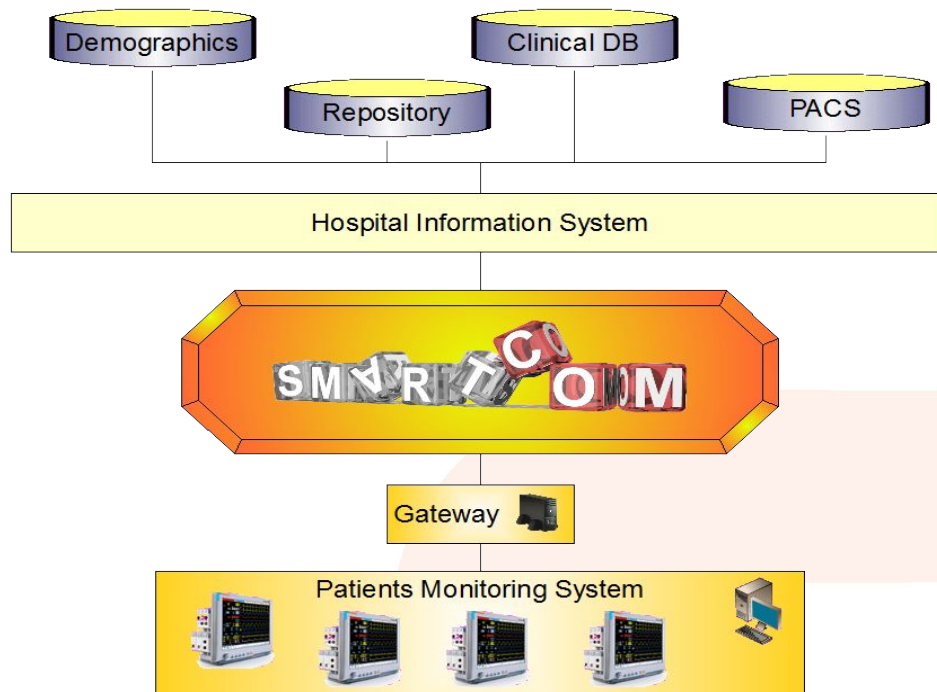 Demographics
Clinical DB
Repository
PACS
Hospital Information System
SMARTCOM
Gateway
Patients Monitoring System